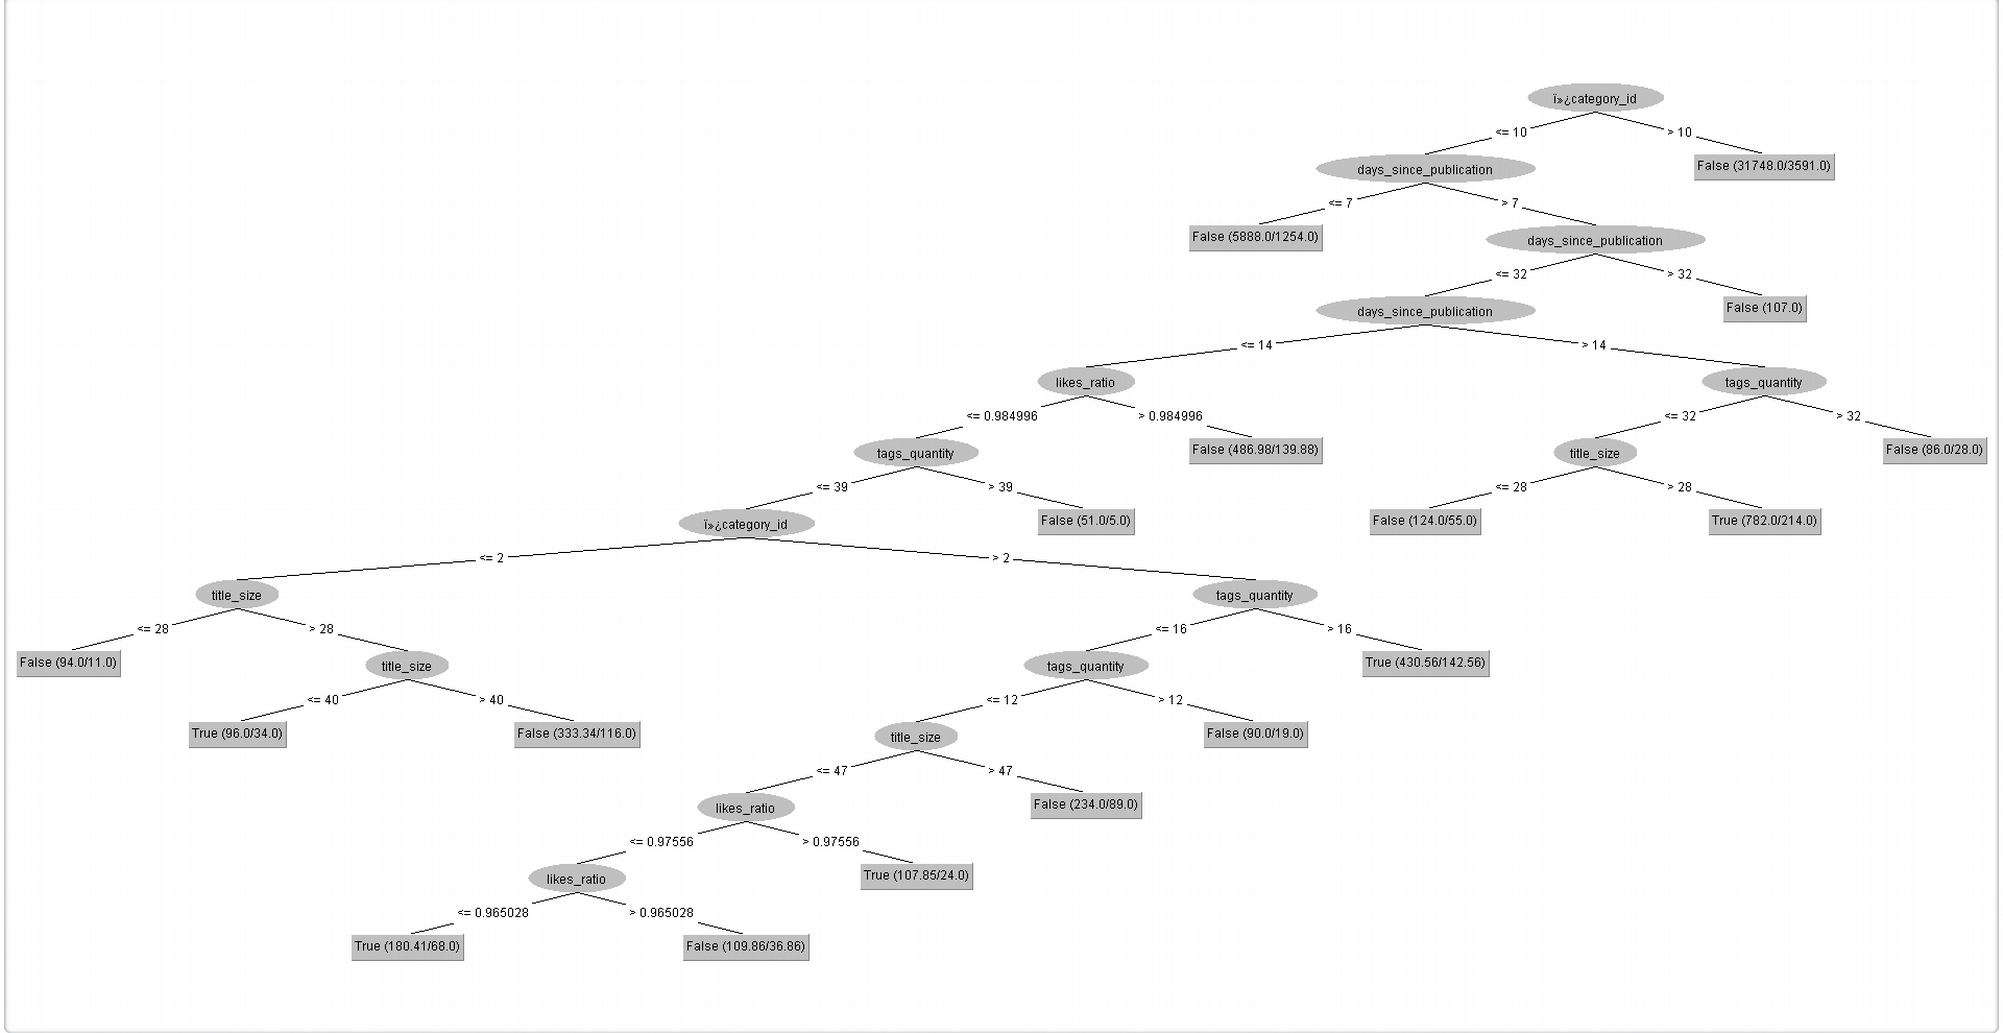 ï»¿category_id
<= 10
> 10
days_since_publication
False (31748.0/3591.0)
<= 7
> 7
False (5888.0/1254.0)
days_since_publication
<= 32
> 32
days_since_publication
False (107.0)
<= 14
> 14
likes_ratio
tags_quantity
<= 0.984996
> 0.984996
<= 32
> 32
tags_quantity
False (486.98/139.88)
title_size
False (86.0/28.0)
<= 39
> 39
<= 28
> 28
ï»¿category_id
False (51.0/5.0)
False (124.0/55.0)
True (782.0/214.0)
<= 2
> 2
title_size
tags_quantity
<= 28
> 28
<= 16
> 16
False (94.0/11.0)
title_size
tags_quantity
True (430.56/142.56)
<= 40
> 40
<= 12
> 12
True (96.0/34.0)
False (333.34/116.0)
title_size
False (90.0/19.0)
<= 47
> 47
likes_ratio
False (234.0/89.0)
<= 0.97556
> 0.97556
likes_ratio
True (107.85/24.0)
<= 0.965028
> 0.965028
True (180.41/68.0)
False (109.86/36.86)